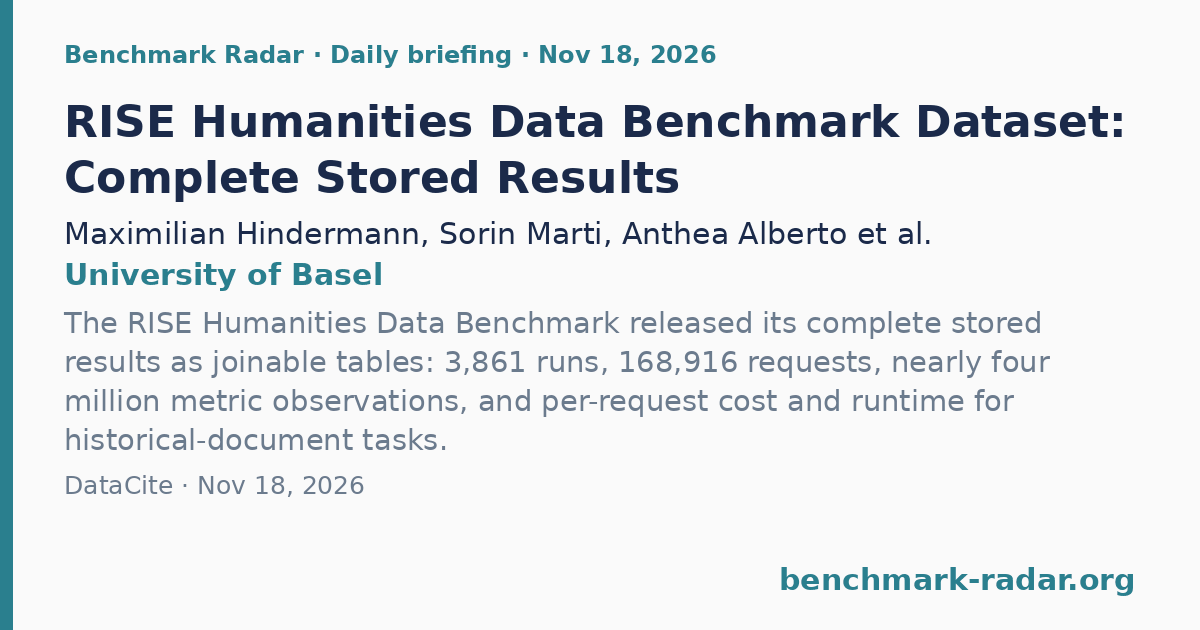 Benchmark Radar · Daily briefing · Nov 18, 2026
RISE Humanities Data Benchmark Dataset:
Complete Stored Results
Maximilian Hindermann, Sorin Marti, Anthea Alberto et al.
University of Basel
The RISE Humanities Data Benchmark released its complete stored
results as joinable tables: 3,861 runs, 168,916 requests, nearly four
million metric observations, and per-request cost and runtime for
historical-document tasks.
DataCite · Nov 18, 2026
benchmark-radar.org